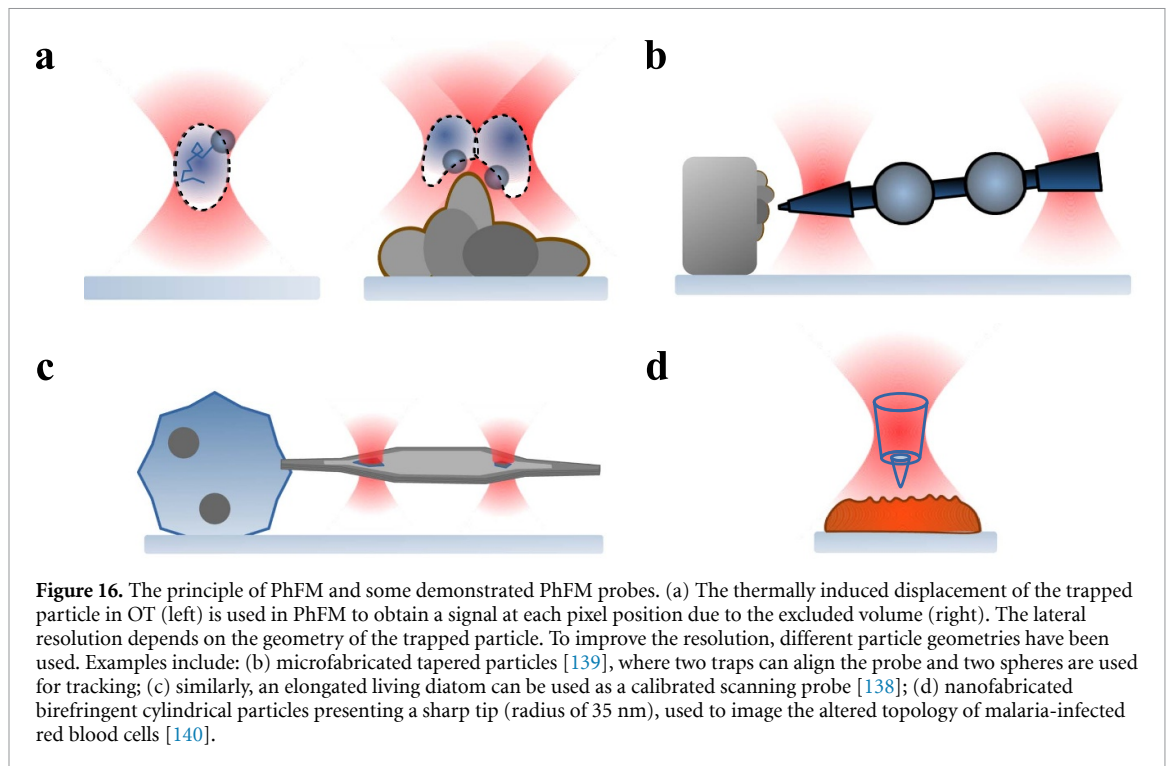 a
b
c
d
Figure 16. The principle of PhFM and some demonstrated PhFM probes. (a) The thermally induced displacement of the trapped
particle in OT (left) is used in PhFM to obtain a signal at each pixel position due to the excluded volume (right). The lateral
resolution depends on the geometry of the trapped particle. To improve the resolution, different particle geometries have been
used. Examples include: (b) microfabricated tapered particles [139], where two traps can align the probe and two spheres are used
for tracking; (c) similarly, an elongated living diatom can be used as a calibrated scanning probe [138]; (d) nanofabricated
birefringent cylindrical particles presenting a sharp tip (radius of 35 nm), used to image the altered topology of malaria-infected
red blood cells [140].